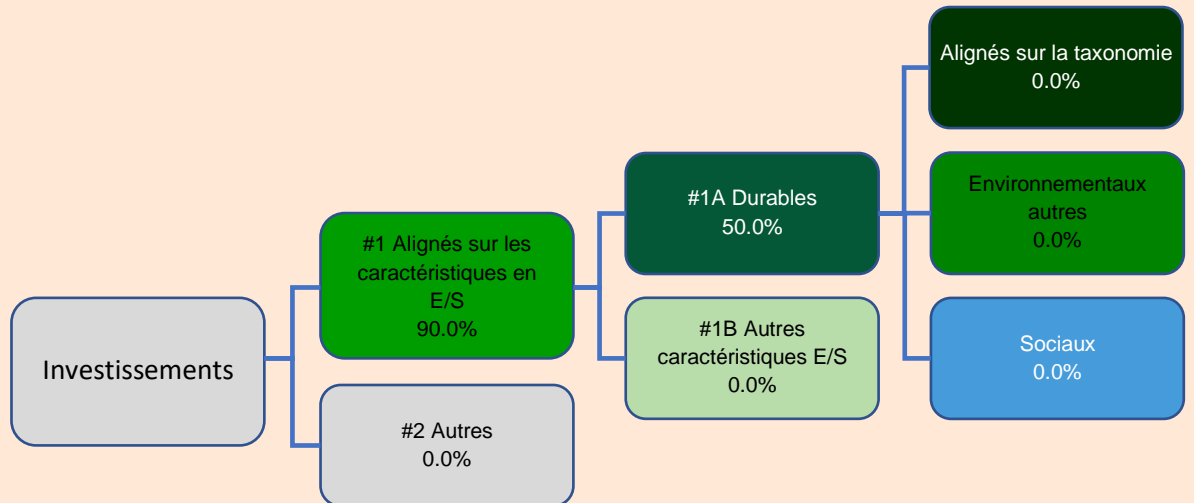 Investissements
#1 Alignés sur les
caractéristiques en
E/S
90.0%
#2 Autres
0.0%
#1A Durables
50.0%
#1B Autres
caractéristiques E/S
0.0%
Alignés sur la taxonomie
0.0%
Environnementaux
autres
0.0%
Sociaux
0.0%